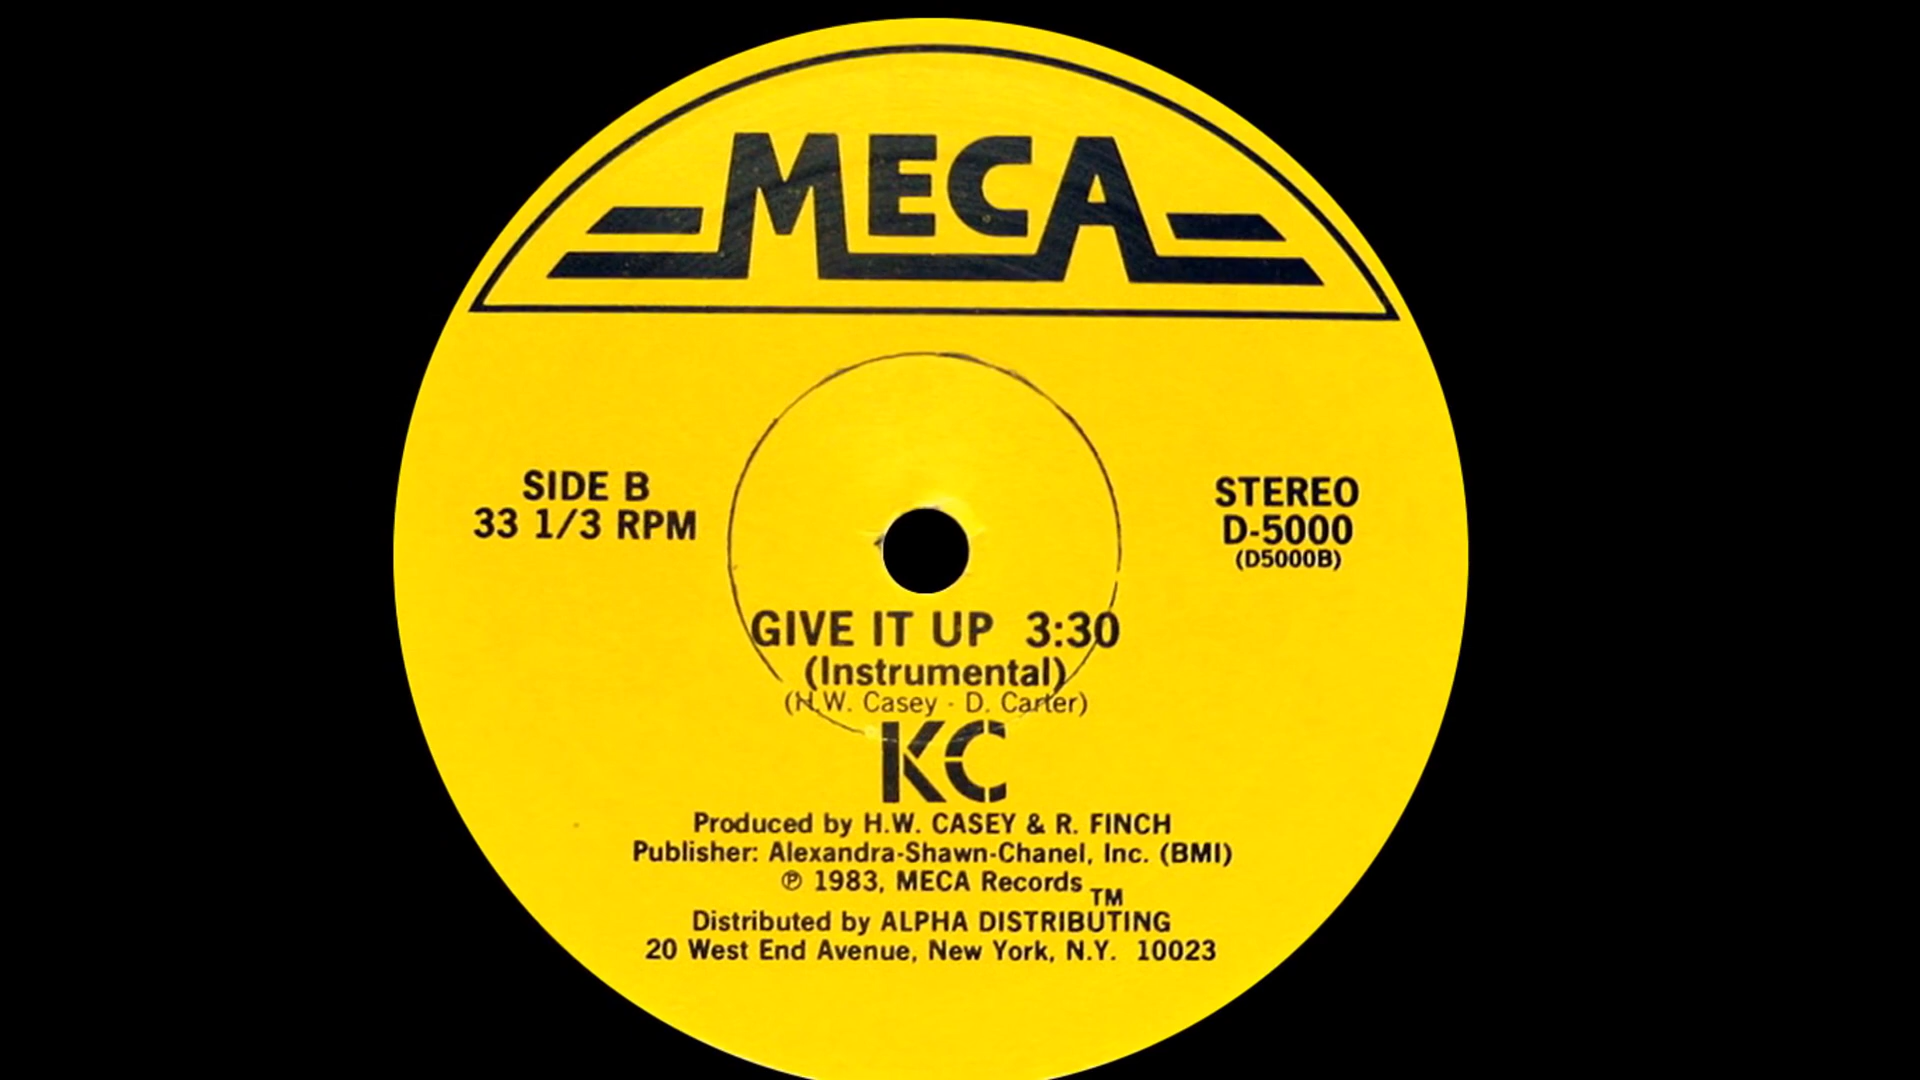 MECA
SIDE B
33 1/3 RPM
STEREO
D-5000
(D5000B)
GIVE IT UP 3:30
(Instrumental)
(H.W. Casey - D. Carter)
KC
Produced by H.W. CASEY & R. FINCH
Publisher: Alexandra-Shawn-Chanel, Inc. (BMI)
℗ 1983, MECA Records TM
Distributed by ALPHA DISTRIBUTING
20 West End Avenue, New York, N.Y. 10023